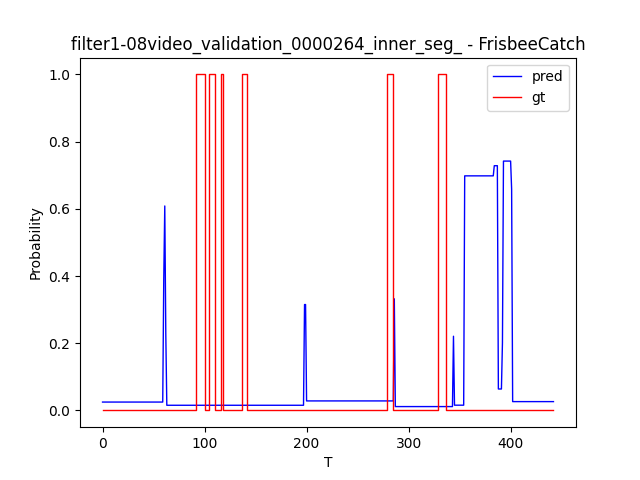 filter1-08video_validation_0000264_inner_seg_ - FrisbeeCatch
pred
gt
1.0
0.8
0.6
0.4
0.2
0.0
Probability
0
100
200
300
400
T